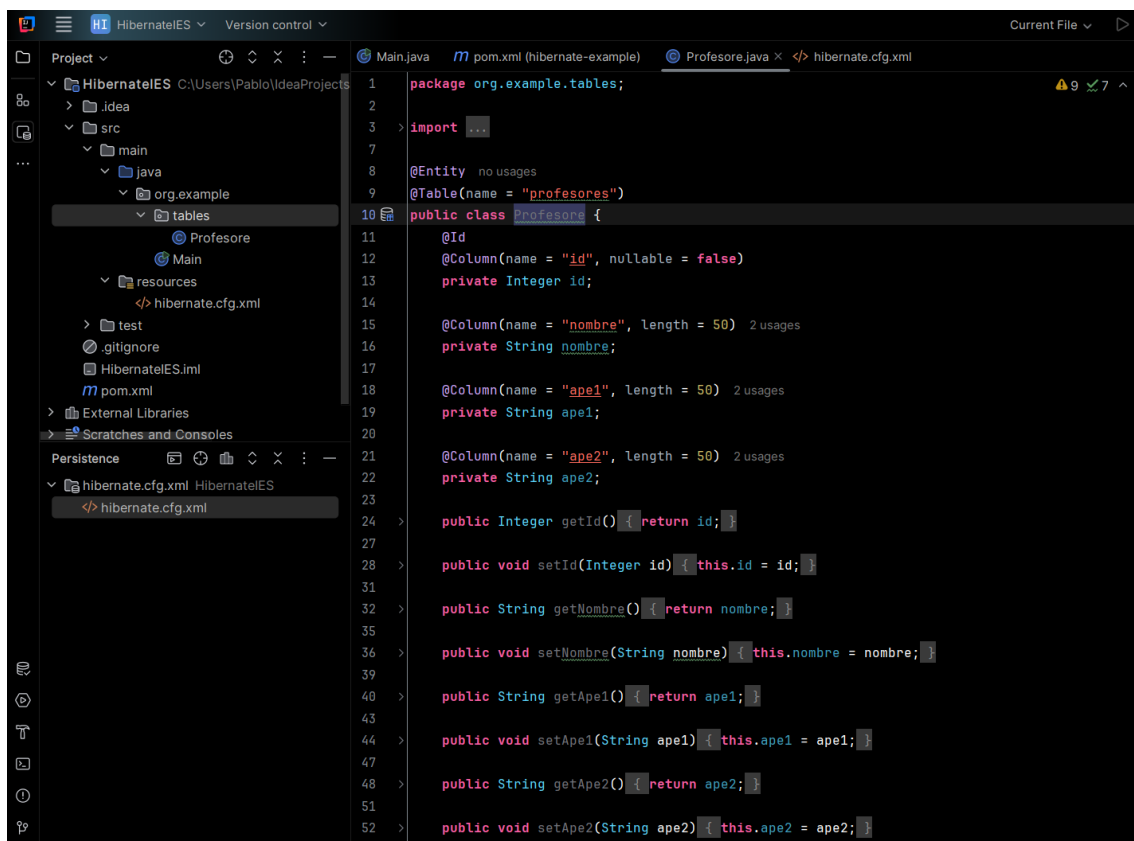 HI HibernateIES Version control Current File
Project
HibernateIES C:\Users\Pablo\IdeaProjects
.idea
src
main
java
org.example
tables
Profesore
Main
resources
hibernate.cfg.xml
test
.gitignore
HibernateIES.iml
pom.xml
External Libraries
Scratches and Consoles
Persistence
hibernate.cfg.xml HibernateIES
hibernate.cfg.xml
Main.java pom.xml (hibernate-example) Profesore.java hibernate.cfg.xml
9 7
1 package org.example.tables;
2
3 import ...
7
8 @Entity no usages
9 @Table(name = "profesores")
10 public class Profesore {
11 @Id
12 @Column(name = "id", nullable = false)
13 private Integer id;
14
15 @Column(name = "nombre", length = 50) 2 usages
16 private String nombre;
17
18 @Column(name = "ape1", length = 50) 2 usages
19 private String ape1;
20
21 @Column(name = "ape2", length = 50) 2 usages
22 private String ape2;
23
24 public Integer getId() { return id; }
27
28 public void setId(Integer id) { this.id = id; }
31
32 public String getNombre() { return nombre; }
35
36 public void setNombre(String nombre) { this.nombre = nombre; }
39
40 public String getApe1() { return ape1; }
43
44 public void setApe1(String ape1) { this.ape1 = ape1; }
47
48 public String getApe2() { return ape2; }
51
52 public void setApe2(String ape2) { this.ape2 = ape2; }